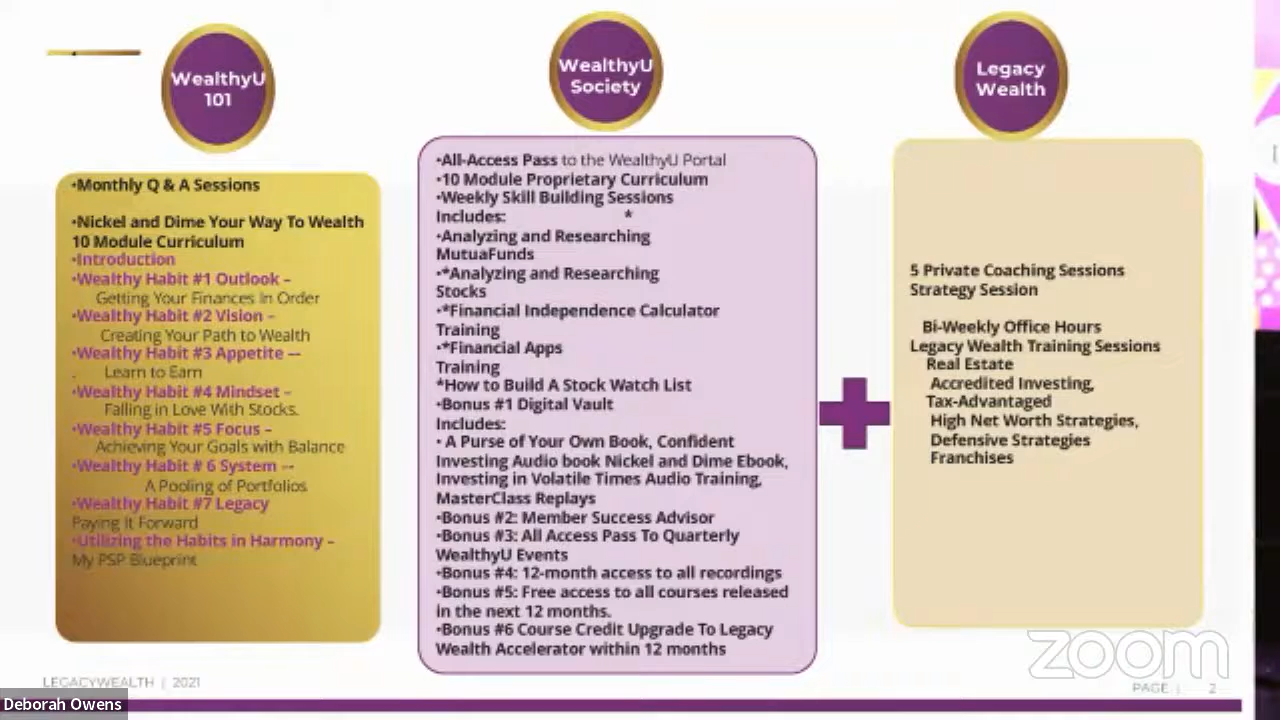 WealthyU
101
•Monthly Q & A Sessions
•Nickel and Dime Your Way To Wealth
10 Module Curriculum
•Introduction
•Wealthy Habit #1 Outlook –
Getting Your Finances In Order
•Wealthy Habit #2 Vision –
Creating Your Path to Wealth
•Wealthy Habit #3 Appetite –-
. Learn to Earn
•Wealthy Habit #4 Mindset –
Falling in Love With Stocks.
•Wealthy Habit #5 Focus –
Achieving Your Goals with Balance
•Wealthy Habit # 6 System –-
A Pooling of Portfolios
•Wealthy Habit #7 Legacy
Paying It Forward
•Utilizing the Habits in Harmony –
My PSP Blueprint
WealthyU
Society
•All-Access Pass to the WealthyU Portal
•10 Module Proprietary Curriculum
•Weekly Skill Building Sessions
Includes: *
•Analyzing and Researching
MutuaFunds
•*Analyzing and Researching
Stocks
•*Financial Independence Calculator
Training
•*Financial Apps
Training
*How to Build A Stock Watch List
•Bonus #1 Digital Vault
Includes:
• A Purse of Your Own Book, Confident
Investing Audio book Nickel and Dime Ebook,
Investing in Volatile Times Audio Training,
MasterClass Replays
•Bonus #2: Member Success Advisor
•Bonus #3: All Access Pass To Quarterly
WealthyU Events
•Bonus #4: 12-month access to all recordings
•Bonus #5: Free access to all courses released
in the next 12 months.
•Bonus #6 Course Credit Upgrade To Legacy
Wealth Accelerator within 12 months
Legacy
Wealth
5 Private Coaching Sessions
Strategy Session
Bi-Weekly Office Hours
Legacy Wealth Training Sessions
Real Estate
Accredited Investing,
Tax-Advantaged
High Net Worth Strategies,
Defensive Strategies
Franchises
zoom
LEGACYWEALTH | 2021
PAGE | 2
Deborah Owens